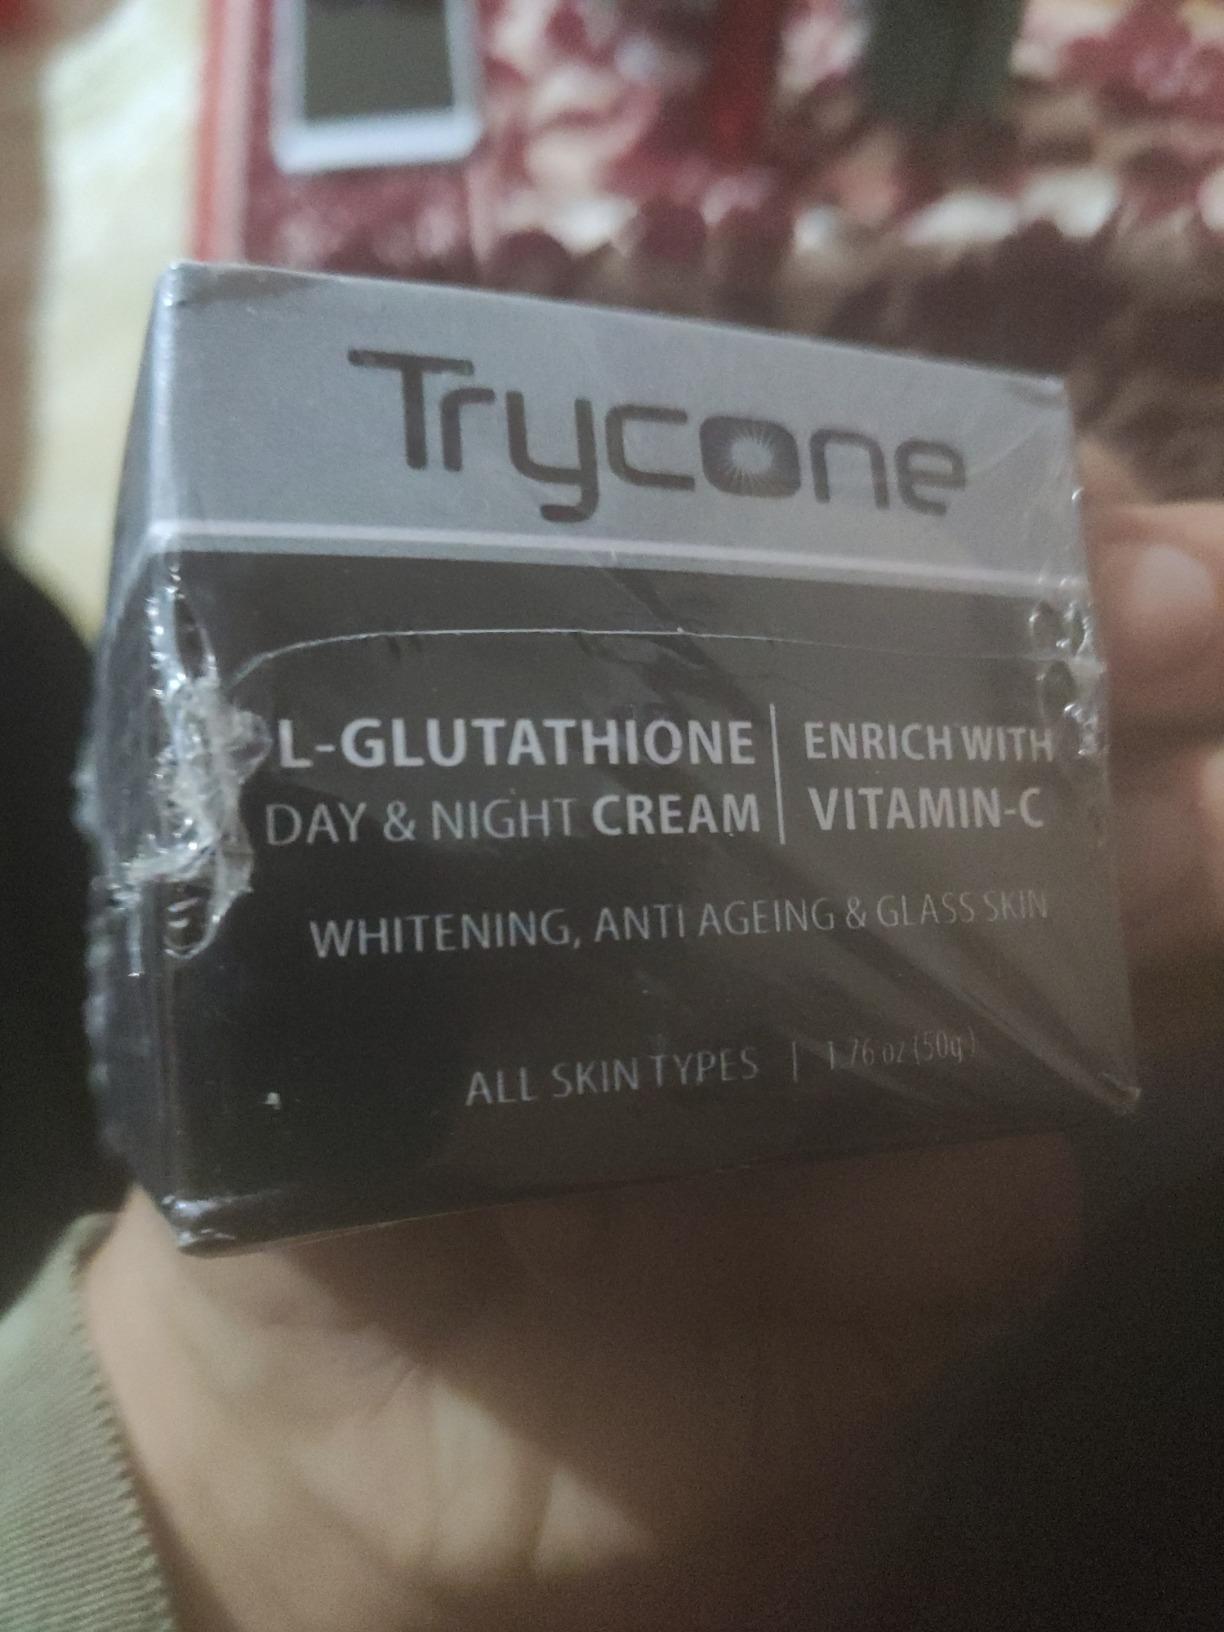 Trycone
L-GLUTATHIONE | ENRICH WITH
DAY & NIGHT CREAM | VITAMIN-C
WHITENING, ANTI AGEING & GLASS SKIN
ALL SKIN TYPES | 1.76 oz (50g)